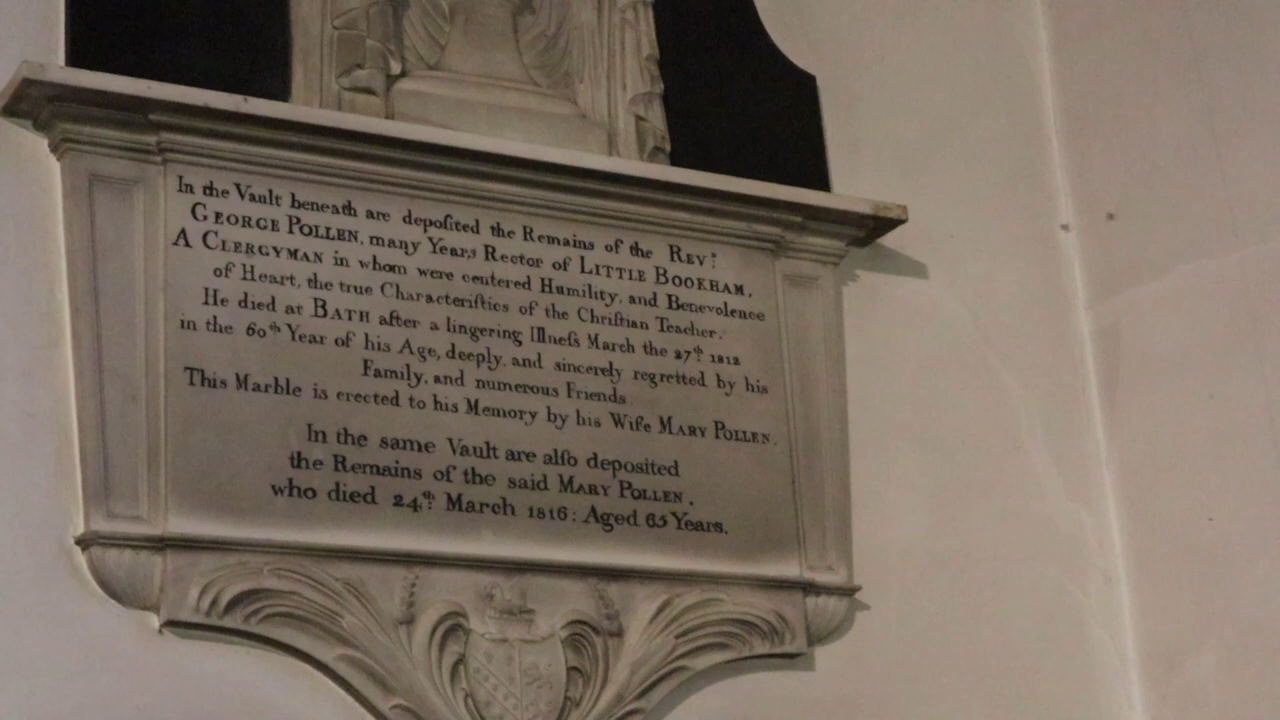 In the Vault beneath are depoſited the Remains of the REVᵈ.
GEORGE POLLEN, many Years Rector of LITTLE BOOKHAM,
A CLERGYMAN in whom were centered Humility, and Benevolence
of Heart, the true Characteriſtics of the Chriſtian Teacher.
He died at BATH after a lingering Illneſs March the 27ᵗʰ. 1812
in the 60ᵗʰ Year of his Age, deeply, and sincerely regretted by his
Family, and numerous Friends.
This Marble is erected to his Memory by his Wife MARY POLLEN.
In the same Vault are alſo deposited
the Remains of the said MARY POLLEN.
who died 24ᵗʰ. March 1816: Aged 65 Years.